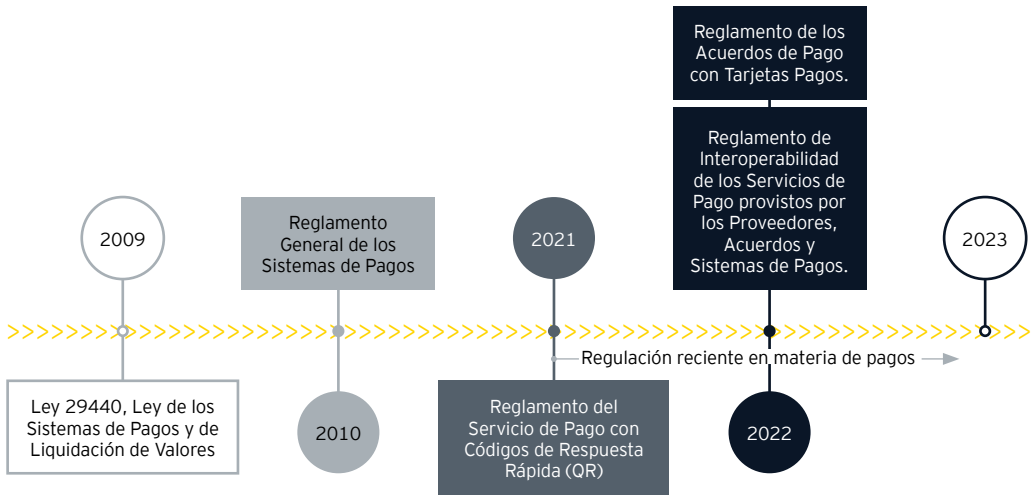 2009
Ley 29440, Ley de los
Sistemas de Pagos y de
Liquidación de Valores
Reglamento
General de los
Sistemas de Pagos
2010
2021
Reglamento del
Servicio de Pago con
Códigos de Respuesta
Rápida (QR)
Reglamento de los
Acuerdos de Pago
con Tarjetas Pagos.
Reglamento de
Interoperabilidad
de los Servicios de
Pago provistos por
los Proveedores,
Acuerdos y
Sistemas de Pagos.
2022
Regulación reciente en materia de pagos
2023